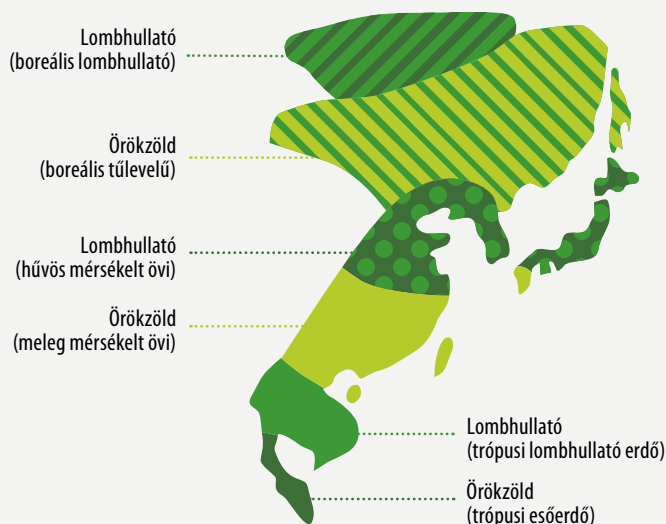 Lombhullató
(boreális lombhullató)
Örökzöld
(boreális tűlevelű)
Lombhullató
(hűvös mérsékelt övi)
Örökzöld
(meleg mérsékelt övi)
Lombhullató
(trópusi lombhullató erdő)
Örökzöld
(trópusi esőerdő)